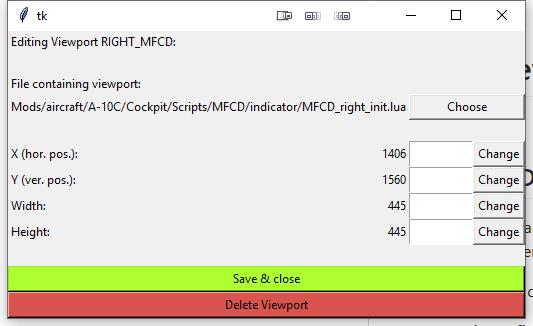 tk
Editing Viewport RIGHT_MFCD:
File containing viewport:
Mods/aircraft/A-10C/Cockpit/Scripts/MFCD/indicator/MFCD_right_init.lua Choose
X (hor. pos.): 1406 Change
Y (ver. pos.): 1560 Change
Width: 445 Change
Height: 445 Change
Save & close
Delete Viewport